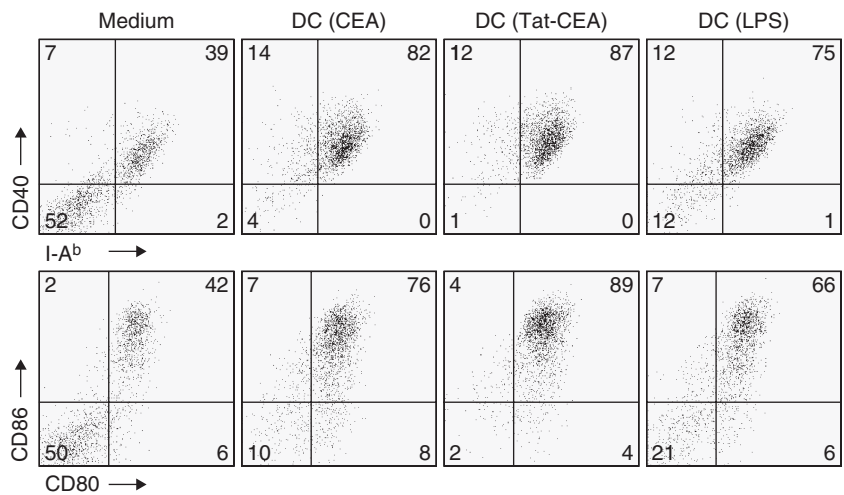 Medium DC (CEA) DC (Tat-CEA) DC (LPS)
7 39 14 82 12 87 12 75
CD40
52 2 4 0 1 0 12 1
I-Aᵇ
2 42 7 76 4 89 7 66
CD86
50 6 10 8 2 4 21 6
CD80